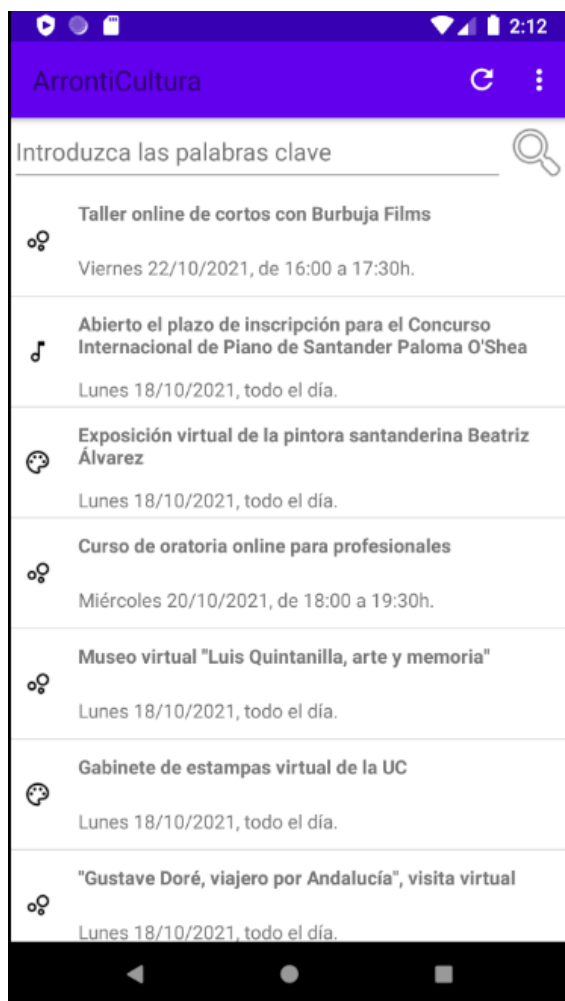 2:12
ArrontiCultura
Introduzca las palabras clave
Taller online de cortos con Burbuja Films
Viernes 22/10/2021, de 16:00 a 17:30h.
Abierto el plazo de inscripción para el Concurso
Internacional de Piano de Santander Paloma O'Shea
Lunes 18/10/2021, todo el día.
Exposición virtual de la pintora santanderina Beatriz
Álvarez
Lunes 18/10/2021, todo el día.
Curso de oratoria online para profesionales
Miércoles 20/10/2021, de 18:00 a 19:30h.
Museo virtual "Luis Quintanilla, arte y memoria"
Lunes 18/10/2021, todo el día.
Gabinete de estampas virtual de la UC
Lunes 18/10/2021, todo el día.
"Gustave Doré, viajero por Andalucía", visita virtual
Lunes 18/10/2021, todo el día.